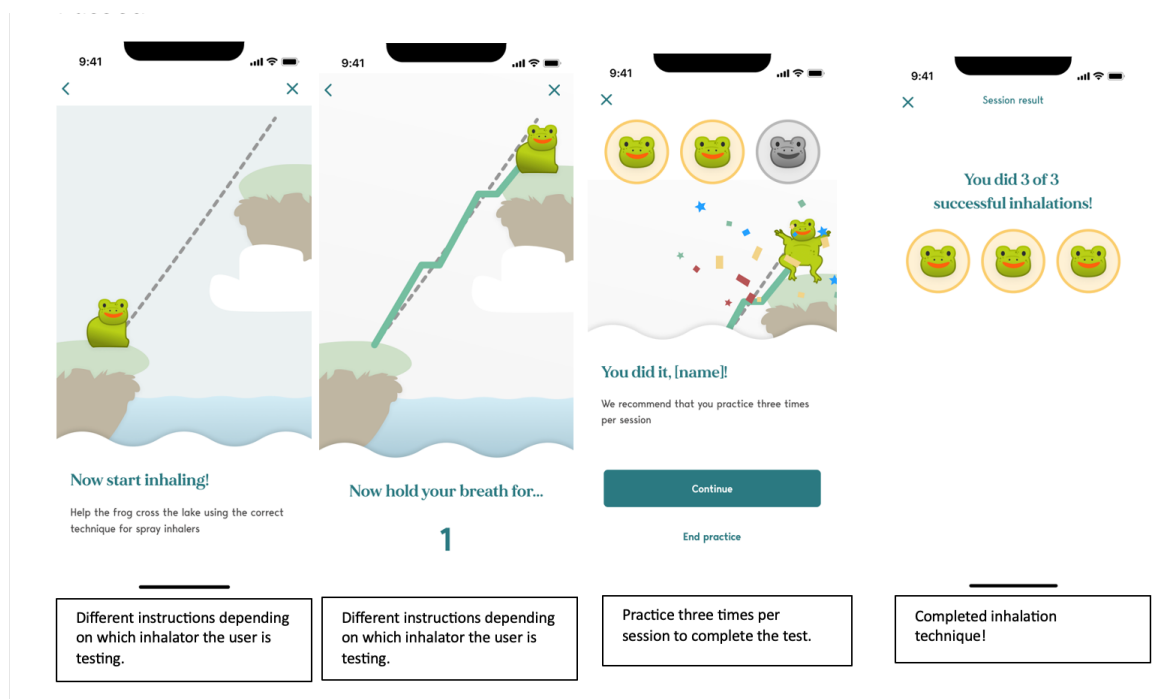 9:41
Now start inhaling!
Help the frog cross the lake using the correct
technique for spray inhalers
Different instructions depending
on which inhalator the user is
testing.
9:41
Now hold your breath for...
1
Different instructions depending
on which inhalator the user is
testing.
9:41
You did it, [name]!
We recommend that you practice three times
per session
Continue
End practice
Practice three times per
session to complete the test.
9:41
Session result
You did 3 of 3
successful inhalations!
Completed inhalation
technique!